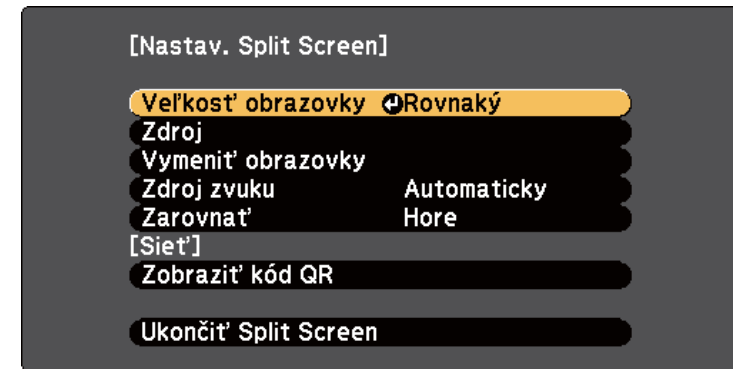 [Nastav. Split Screen]
Veľkosť obrazovky Rovnaký
Zdroj
Vymeniť obrazovky
Zdroj zvuku Automaticky
Zarovnať Hore
[Sieť]
Zobraziť kód QR
Ukončiť Split Screen